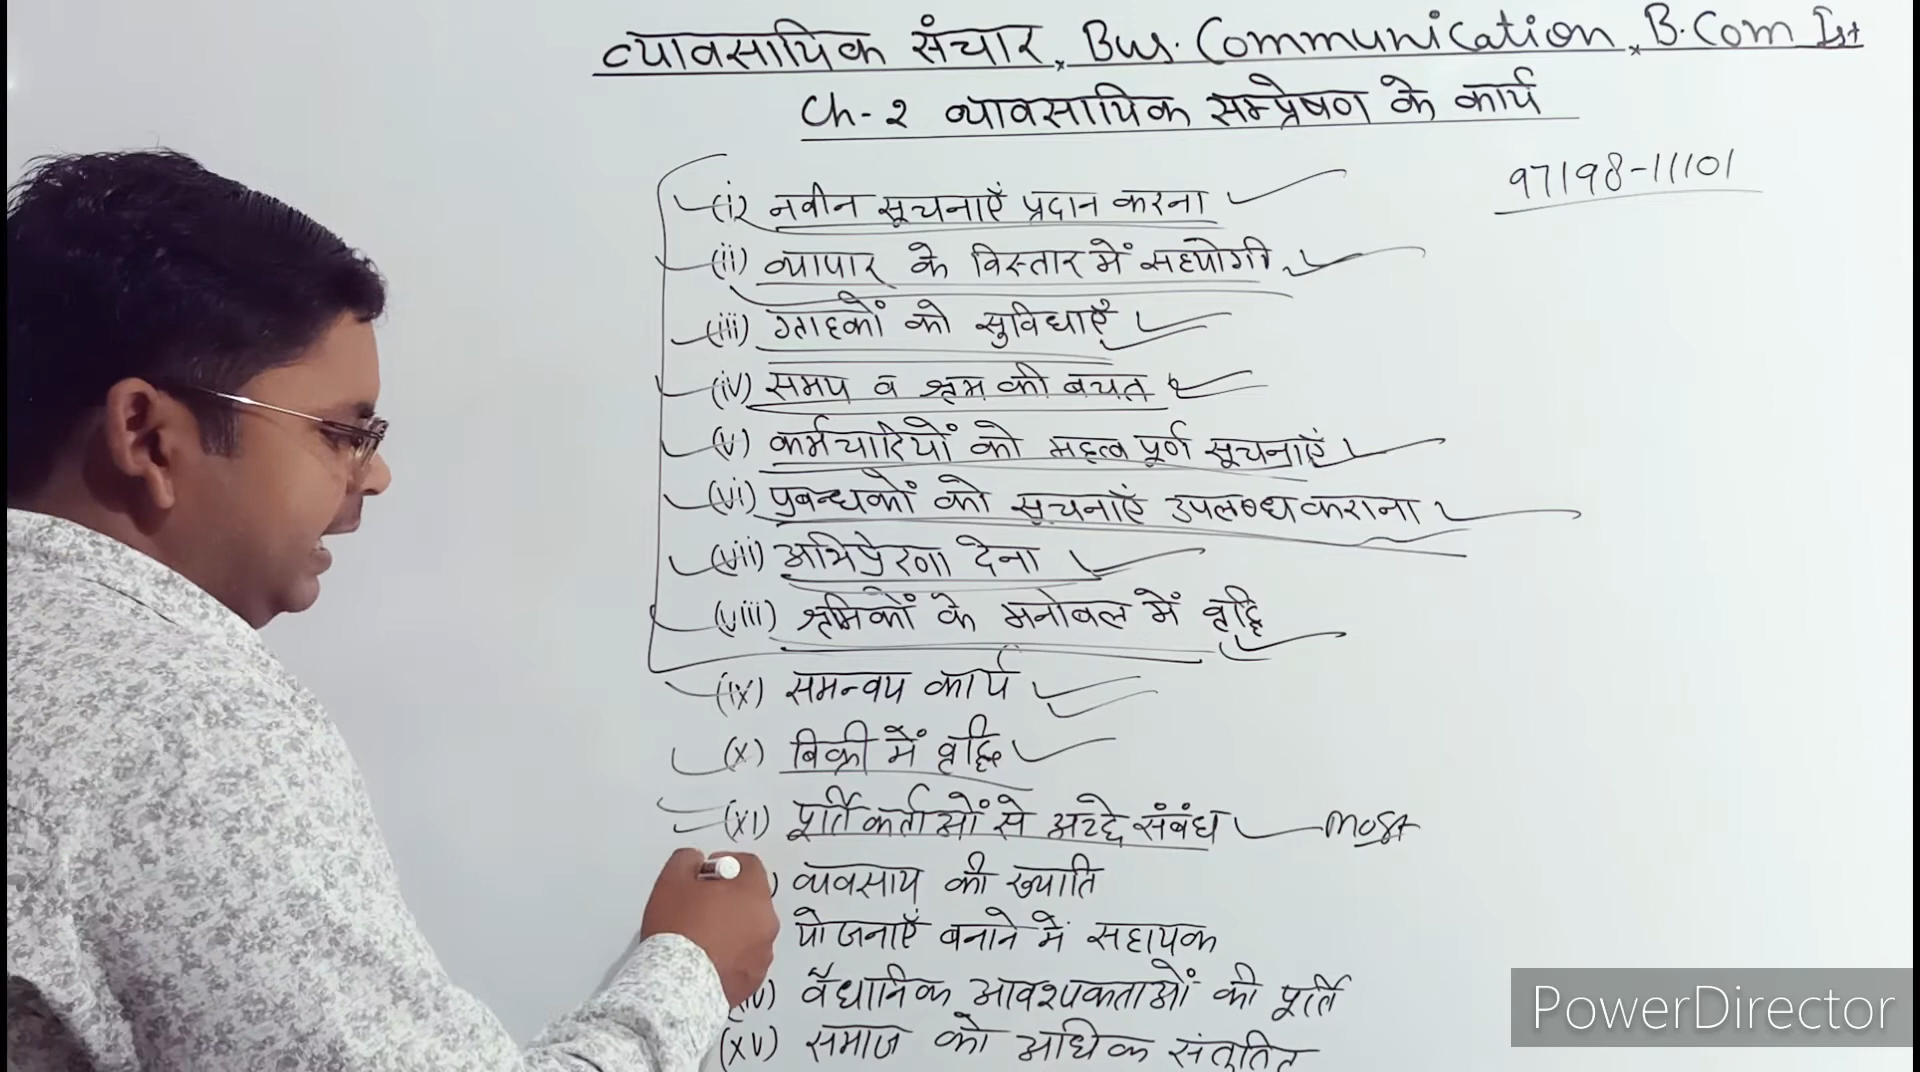 व्यावसायिक संचार, Bus. Communication, B.Com Ist
Ch-२ व्यावसायिक सम्प्रेषण के कार्य
97198-11101
(i) नवीन सूचनाएँ प्रदान करना
(ii) व्यापार के विस्तार में सहयोगी
(iii) ग्राहकों को सुविधाएँ
(iv) समय व श्रम की बचत
(v) कर्मचारियों को महत्व पूर्ण सूचनाएं
(vi) प्रबन्धकों को सूचनाएं उपलब्ध कराना
(vii) अभिप्रेरणा देना
(viii) श्रमिकों के मनोबल में वृद्धि
(ix) समन्वय कार्य
(x) बिक्री में वृद्धि
(xi) पूर्तिकर्ताओं से अच्छे संबंध most
) व्यवसाय की ख्याति
योजनाएँ बनाने में सहायक
वैधानिक आवश्यकताओं की पूर्ति
(xv) समाज को अधिक
PowerDirector